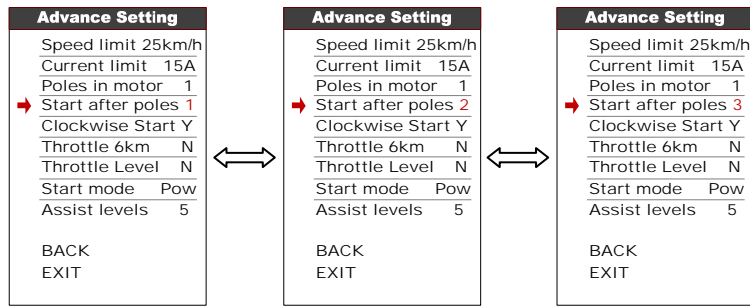 Advance Setting
Speed limit 25km/h
Current limit 15A
Poles in motor 1
Start after poles 1
Clockwise Start Y
Throttle 6km N
Throttle Level N
Start mode Pow
Assist levels 5
BACK
EXIT
Advance Setting
Speed limit 25km/h
Current limit 15A
Poles in motor 1
Start after poles 2
Clockwise Start Y
Throttle 6km N
Throttle Level N
Start mode Pow
Assist levels 5
BACK
EXIT
Advance Setting
Speed limit 25km/h
Current limit 15A
Poles in motor 1
Start after poles 3
Clockwise Start Y
Throttle 6km N
Throttle Level N
Start mode Pow
Assist levels 5
BACK
EXIT